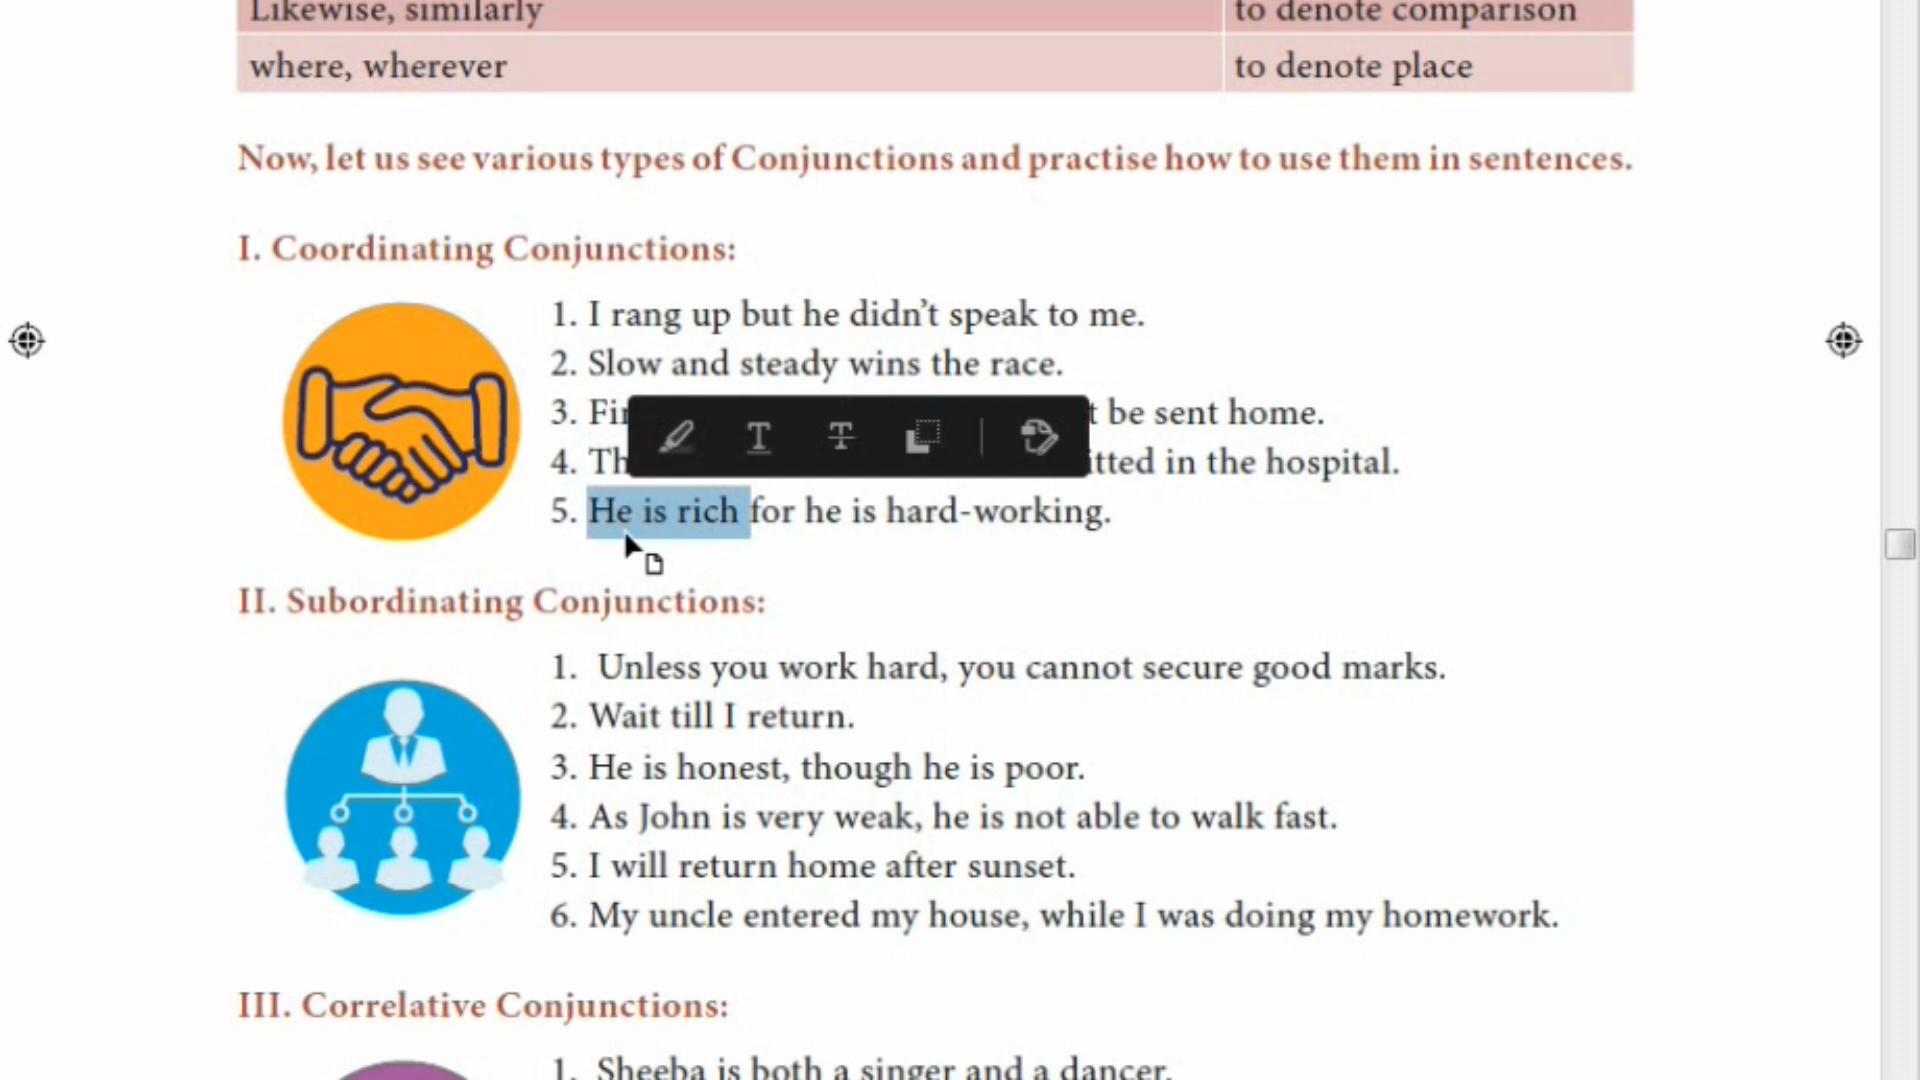 Likewise, similarly to denote comparison
where, wherever to denote place
Now, let us see various types of Conjunctions and practise how to use them in sentences.
I. Coordinating Conjunctions:
1. I rang up but he didn't speak to me.
2. Slow and steady wins the race.
3. be sent home.
4. in the hospital.
5. He is rich for he is hard-working.
II. Subordinating Conjunctions:
1. Unless you work hard, you cannot secure good marks.
2. Wait till I return.
3. He is honest, though he is poor.
4. As John is very weak, he is not able to walk fast.
5. I will return home after sunset.
6. My uncle entered my house, while I was doing my homework.
III. Correlative Conjunctions:
1. Sheeba is both a singer and a dancer.